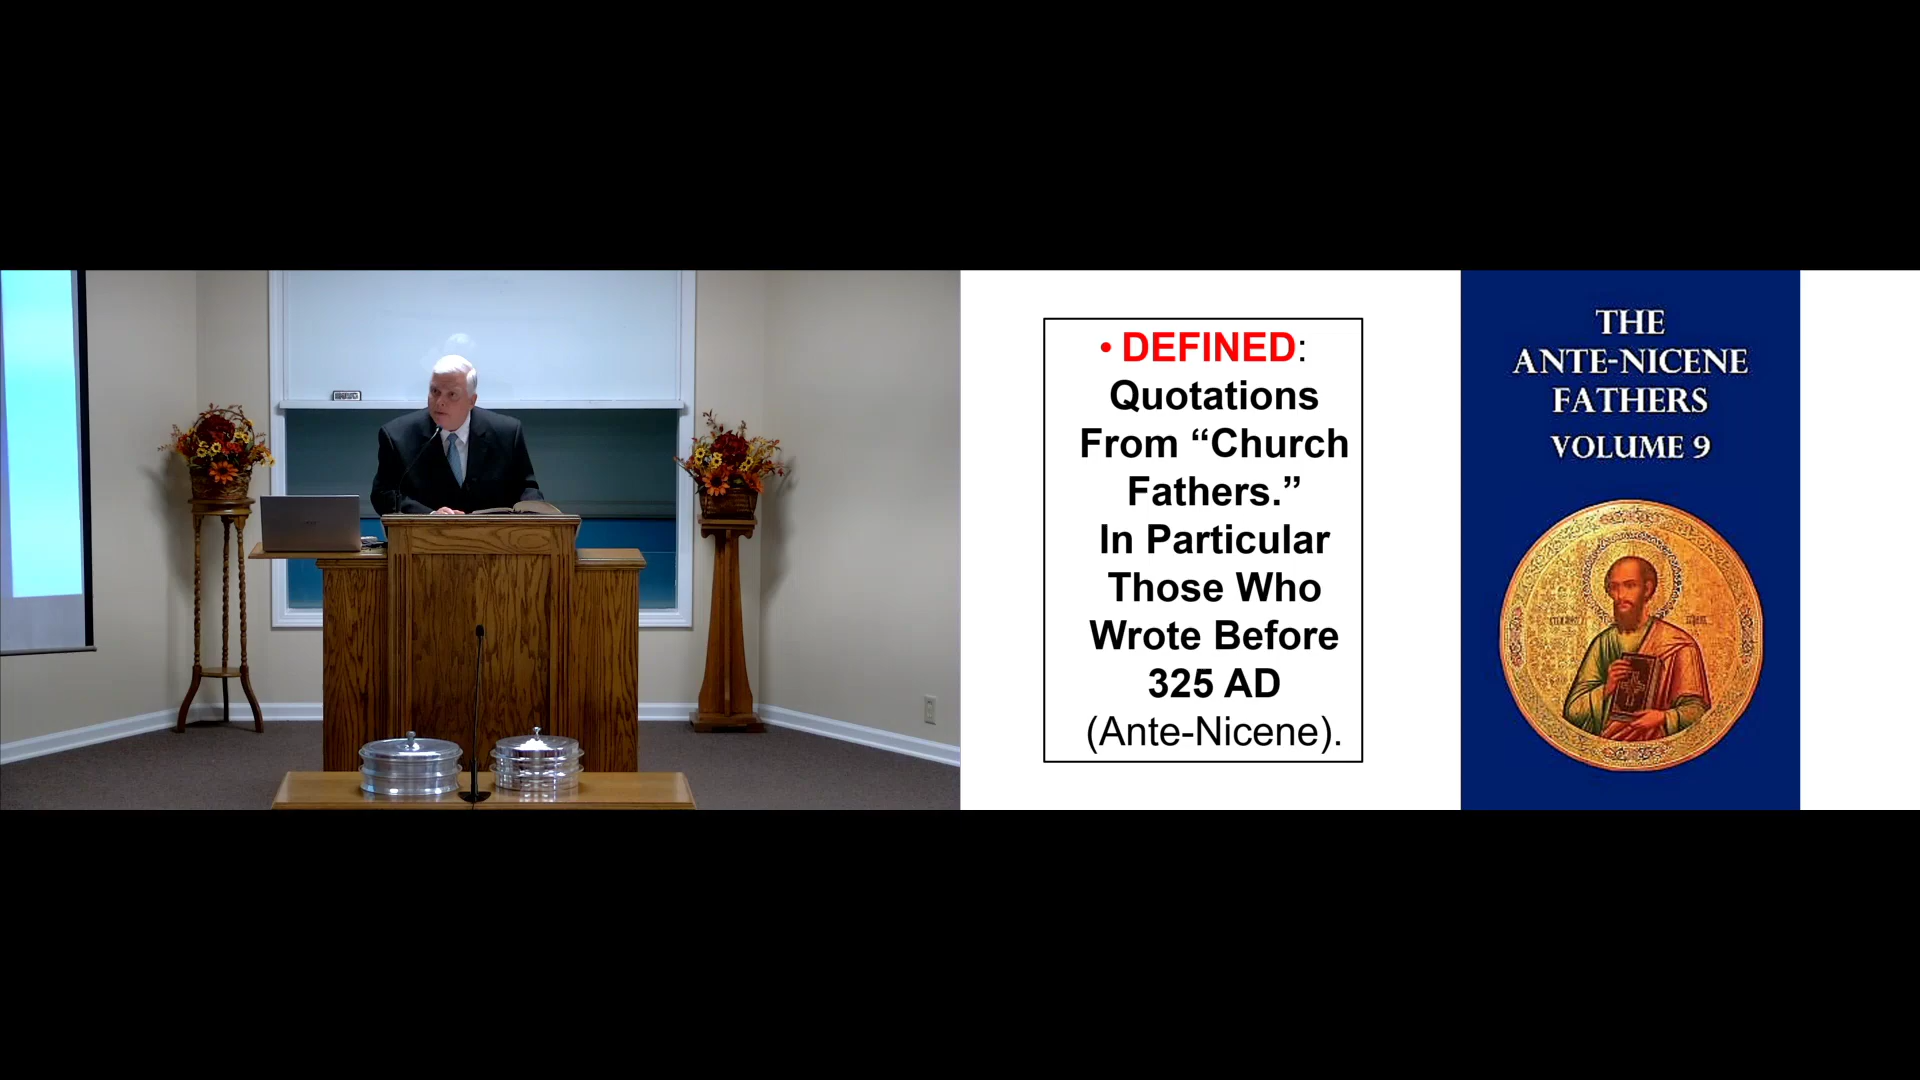 • DEFINED:
Quotations
From “Church
Fathers.”
In Particular
Those Who
Wrote Before
325 AD
(Ante-Nicene).
THE
ANTE-NICENE
FATHERS
VOLUME 9